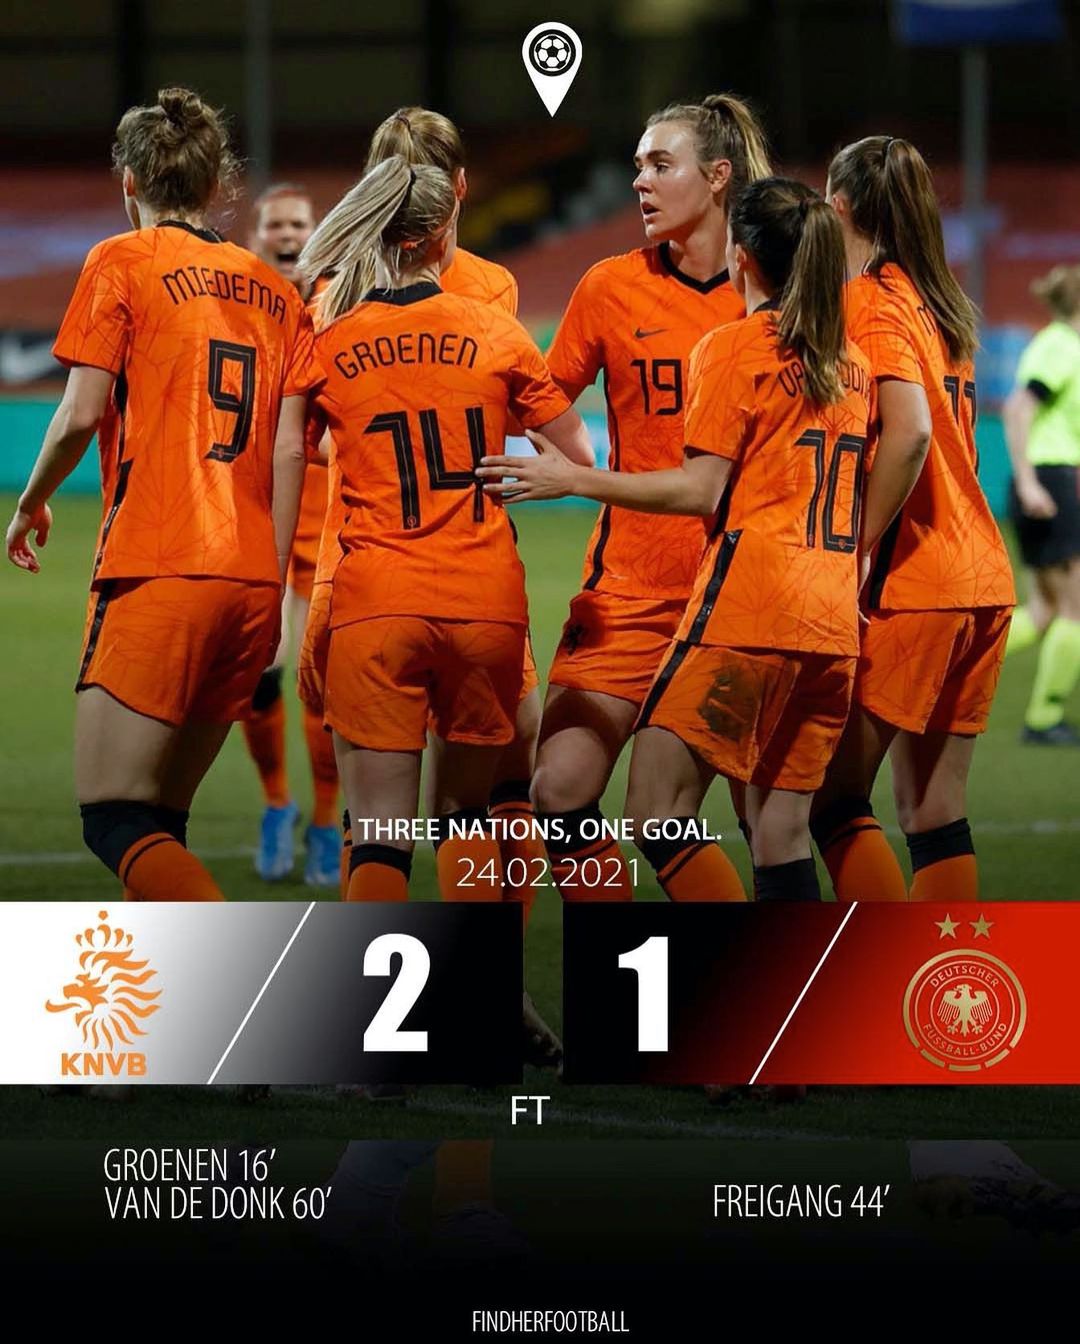 MIEDEMA
9
GROENEN
14
19
10
11
THREE NATIONS, ONE GOAL.
24.02.2021
2
1
KNVB
DEUTSCHER
FUSSBALL-BUND
FT
GROENEN 16'
VAN DE DONK 60'
FREIGANG 44'
FINDHERFOOTBALL